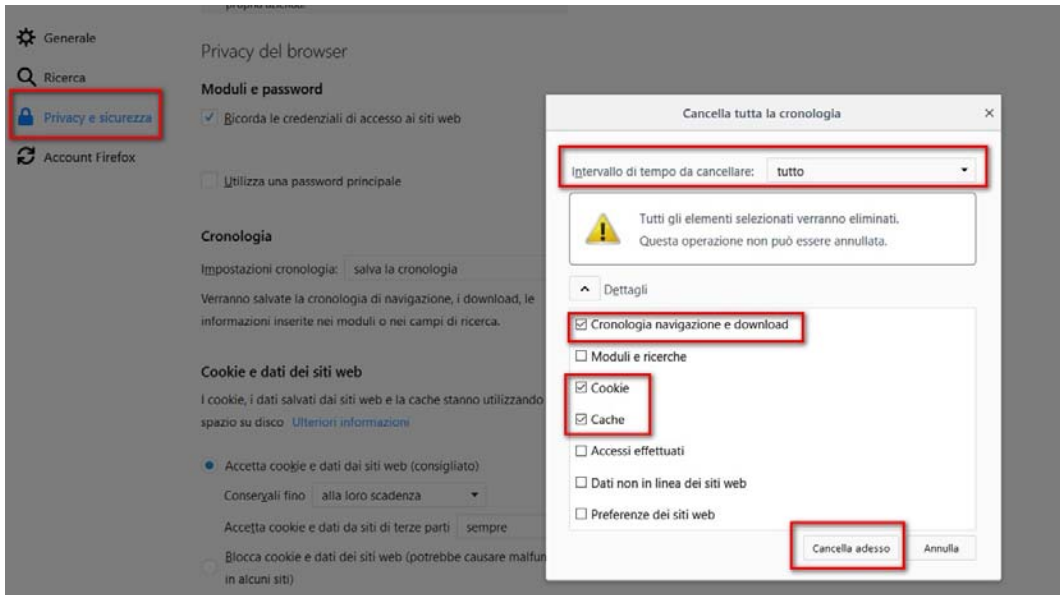 propria azienda.
Generale
Ricerca
Privacy e sicurezza
Account Firefox
Privacy del browser
Moduli e password
Ricorda le credenziali di accesso ai siti web
Utilizza una password principale
Cronologia
Impostazioni cronologia: salva la cronologia
Verranno salvate la cronologia di navigazione, i download, le
informazioni inserite nei moduli o nei campi di ricerca.
Cookie e dati dei siti web
I cookie, i dati salvati dai siti web e la cache stanno utilizzando
spazio su disco Ulteriori informazioni
Accetta cookie e dati dai siti web (consigliato)
Conservali fino alla loro scadenza
Accetta cookie e dati da siti di terze parti sempre
Blocca cookie e dati dei siti web (potrebbe causare malfun
in alcuni siti)
Cancella tutta la cronologia
Intervallo di tempo da cancellare: tutto
Tutti gli elementi selezionati verranno eliminati.
Questa operazione non può essere annullata.
Dettagli
Cronologia navigazione e download
Moduli e ricerche
Cookie
Cache
Accessi effettuati
Dati non in linea dei siti web
Preferenze dei siti web
Cancella adesso Annulla